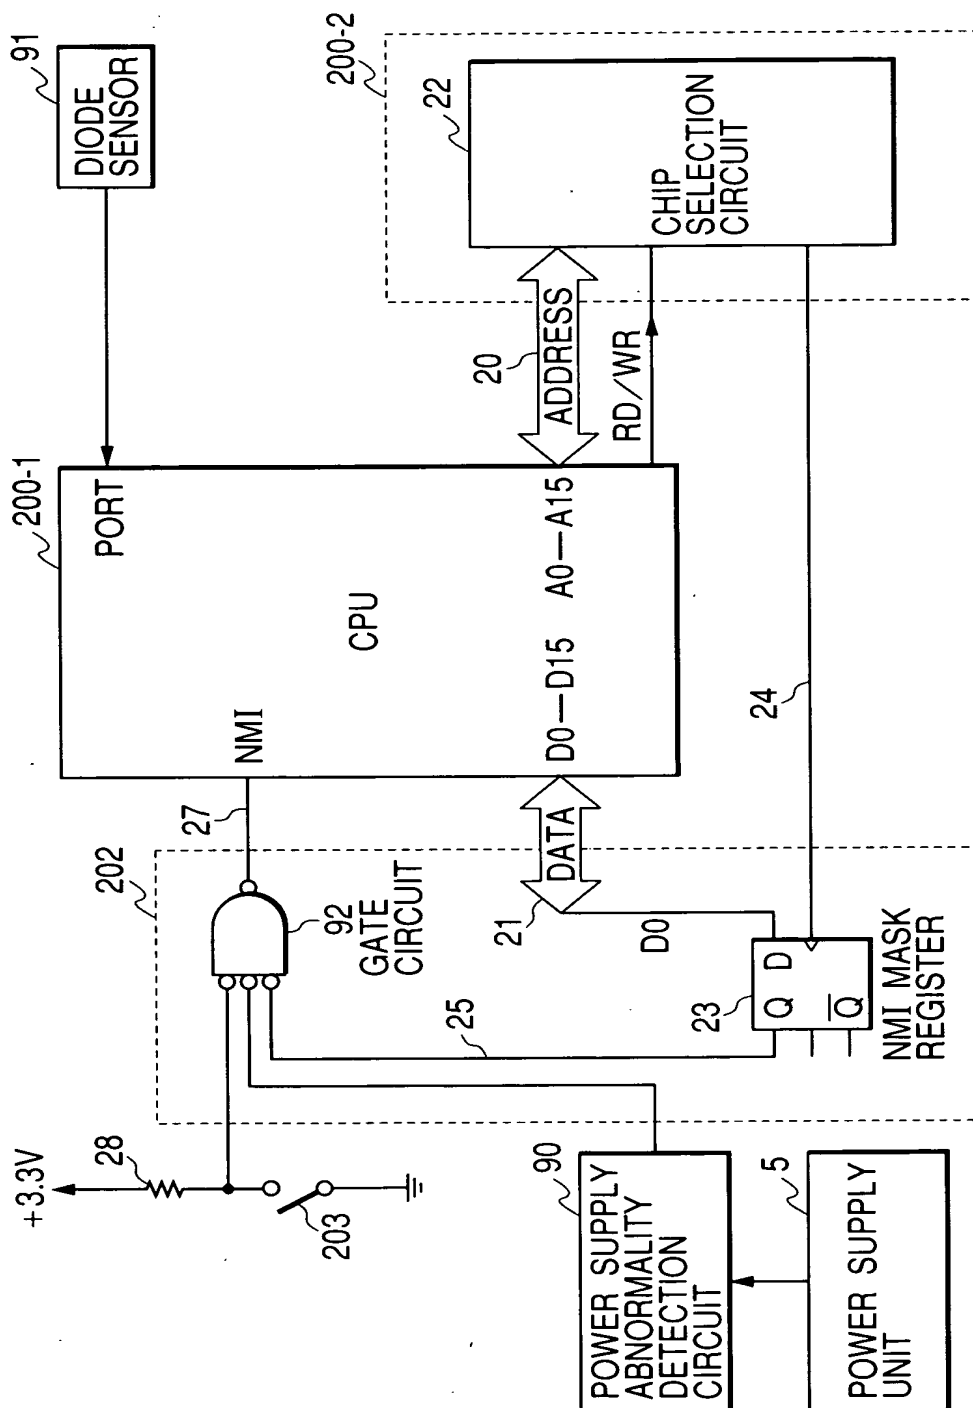 +3.3V
28
203
90
POWER SUPPLY
ABNORMALITY
DETECTION
CIRCUIT
5
POWER SUPPLY
UNIT
202
92
GATE
CIRCUIT
25
23
Q D
Q
NMI MASK
REGISTER
D0
21
DATA
27
24
200-1
NMI
PORT
CPU
D0—D15 A0—A15
20
ADDRESS
RD/WR
91
DIODE
SENSOR
200-2
22
CHIP
SELECTION
CIRCUIT